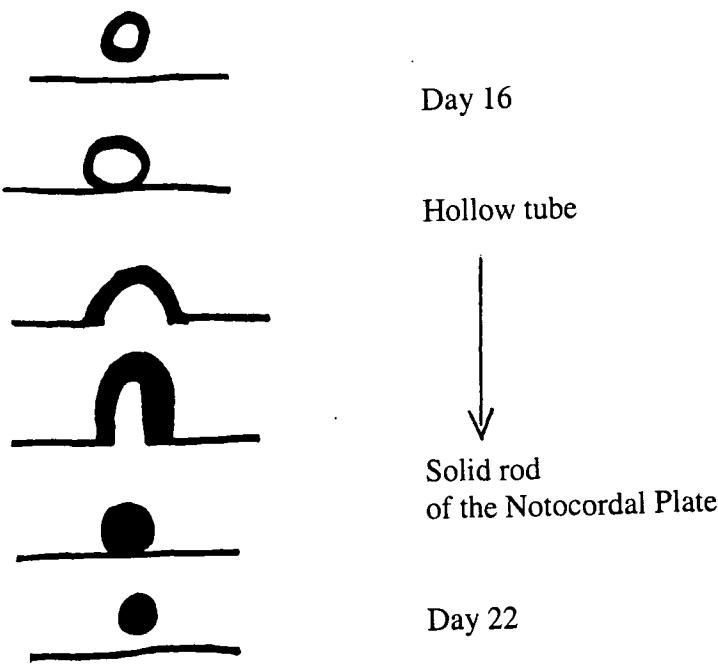 Day 16
Hollow tube
Solid rod
of the Notocordal Plate
Day 22